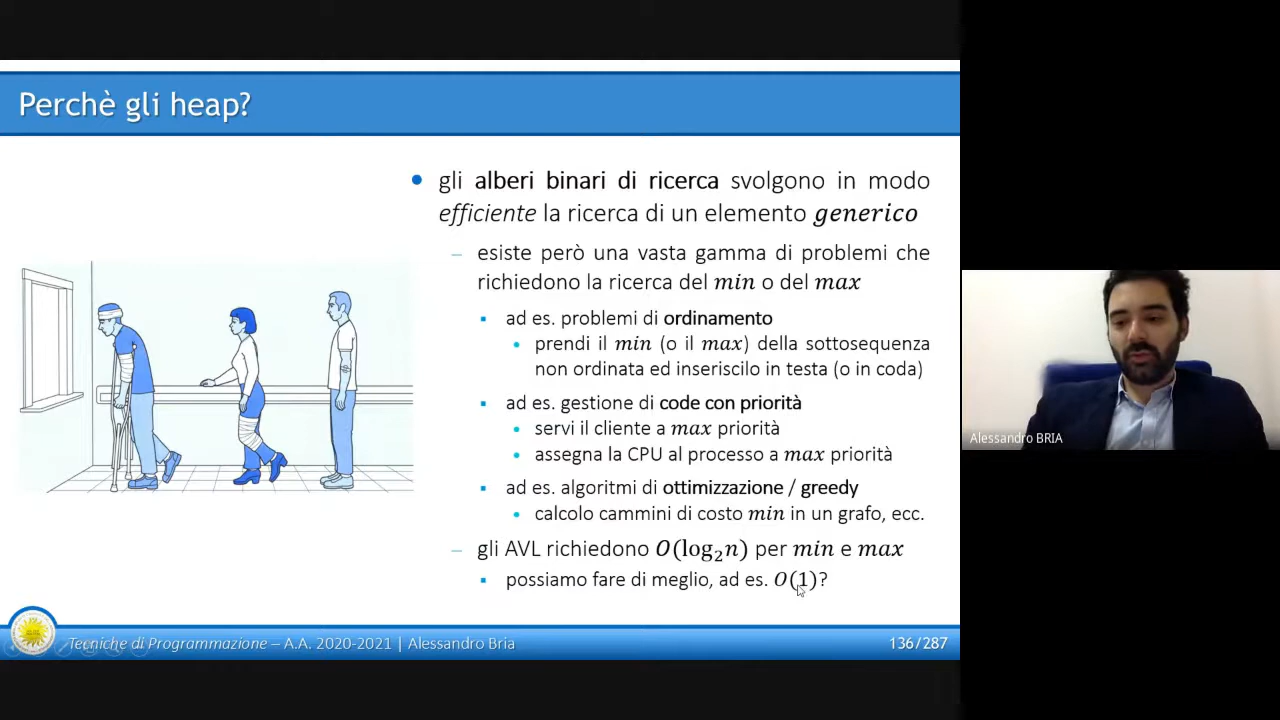 Perchè gli heap?
• gli alberi binari di ricerca svolgono in modo
efficiente la ricerca di un elemento generico
– esiste però una vasta gamma di problemi che
richiedono la ricerca del min o del max
▪ ad es. problemi di ordinamento
• prendi il min (o il max) della sottosequenza
non ordinata ed inseriscilo in testa (o in coda)
▪ ad es. gestione di code con priorità
• servi il cliente a max priorità
• assegna la CPU al processo a max priorità
▪ ad es. algoritmi di ottimizzazione / greedy
• calcolo cammini di costo min in un grafo, ecc.
– gli AVL richiedono O(log₂n) per min e max
▪ possiamo fare di meglio, ad es. O(1)?
Tecniche di Programmazione – A.A. 2020-2021 | Alessandro Bria
136/287
Alessandro BRIA